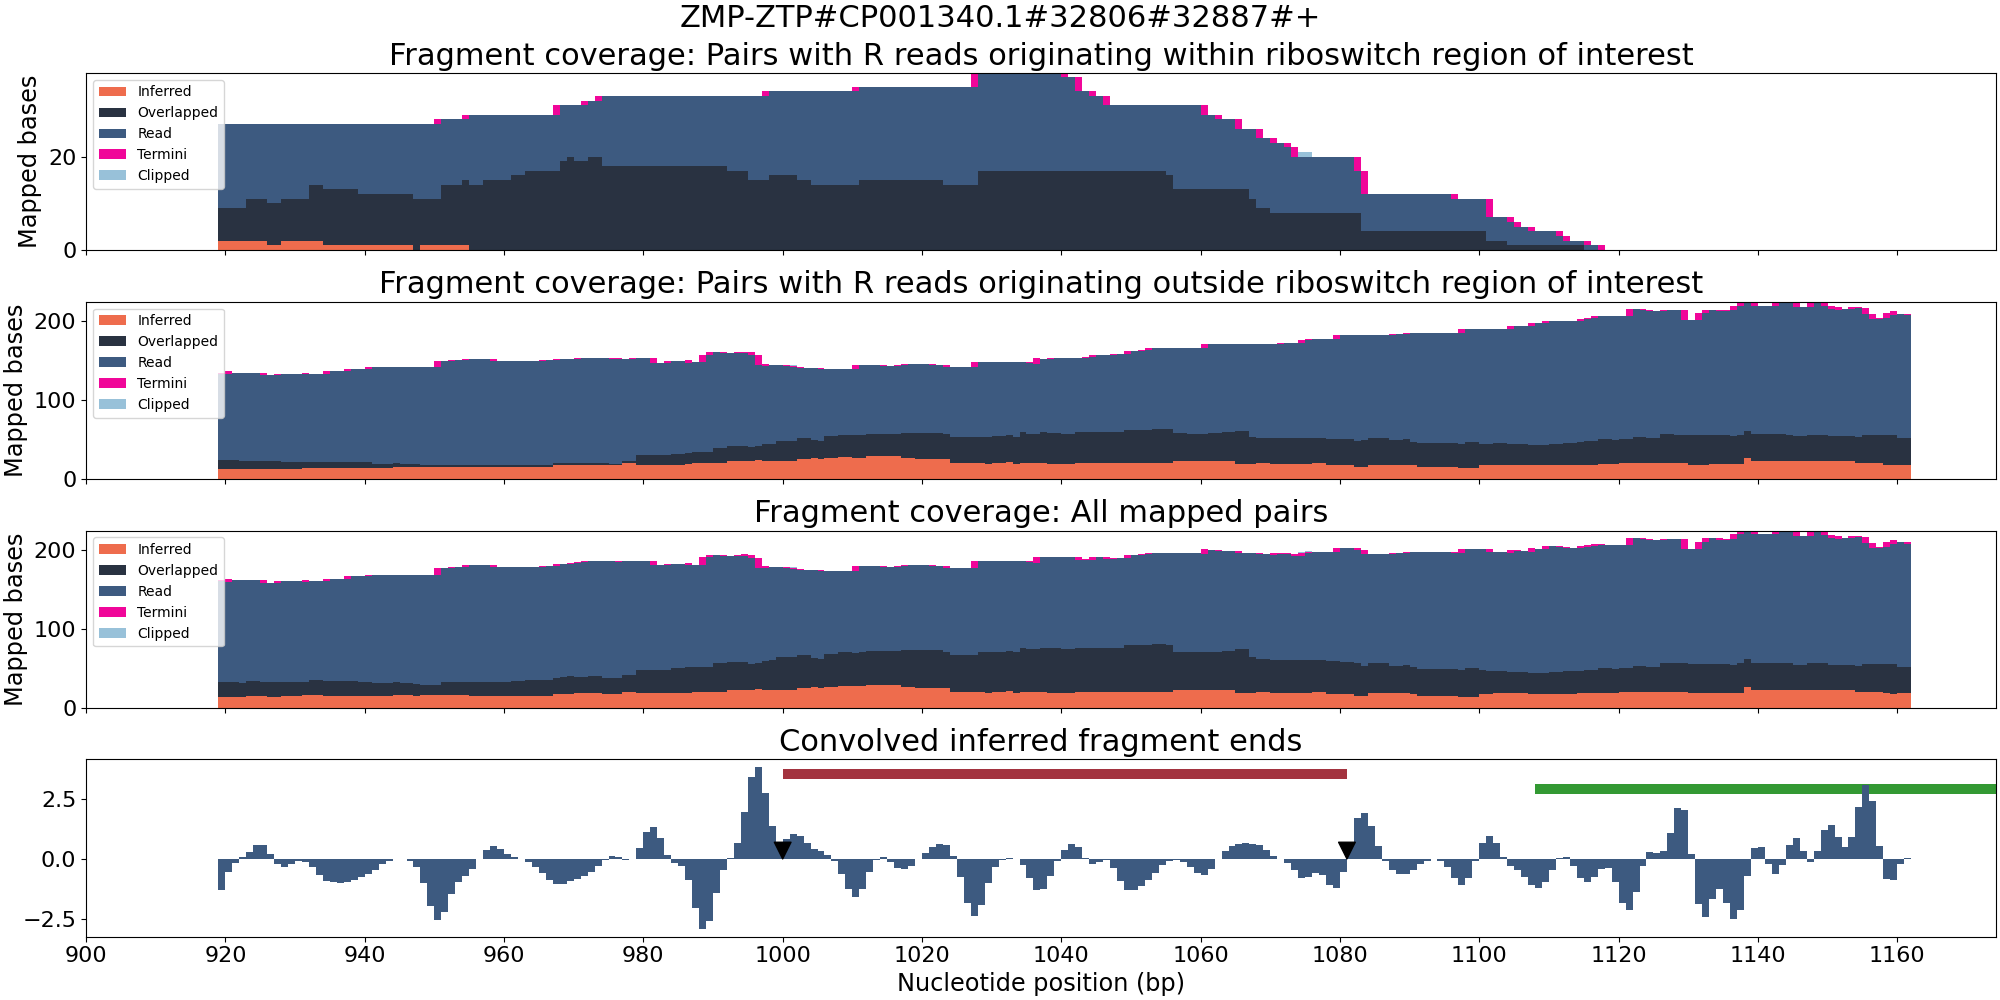 ZMP-ZTP#CP001340.1#32806#32887#+
Fragment coverage: Pairs with R reads originating within riboswitch region of interest
Mapped bases
20
0
Inferred
Overlapped
Read
Termini
Clipped
Fragment coverage: Pairs with R reads originating outside riboswitch region of interest
Mapped bases
200
100
0
Inferred
Overlapped
Read
Termini
Clipped
Fragment coverage: All mapped pairs
Mapped bases
200
100
0
Inferred
Overlapped
Read
Termini
Clipped
Convolved inferred fragment ends
2.5
0.0
−2.5
900 920 940 960 980 1000 1020 1040 1060 1080 1100 1120 1140 1160
Nucleotide position (bp)